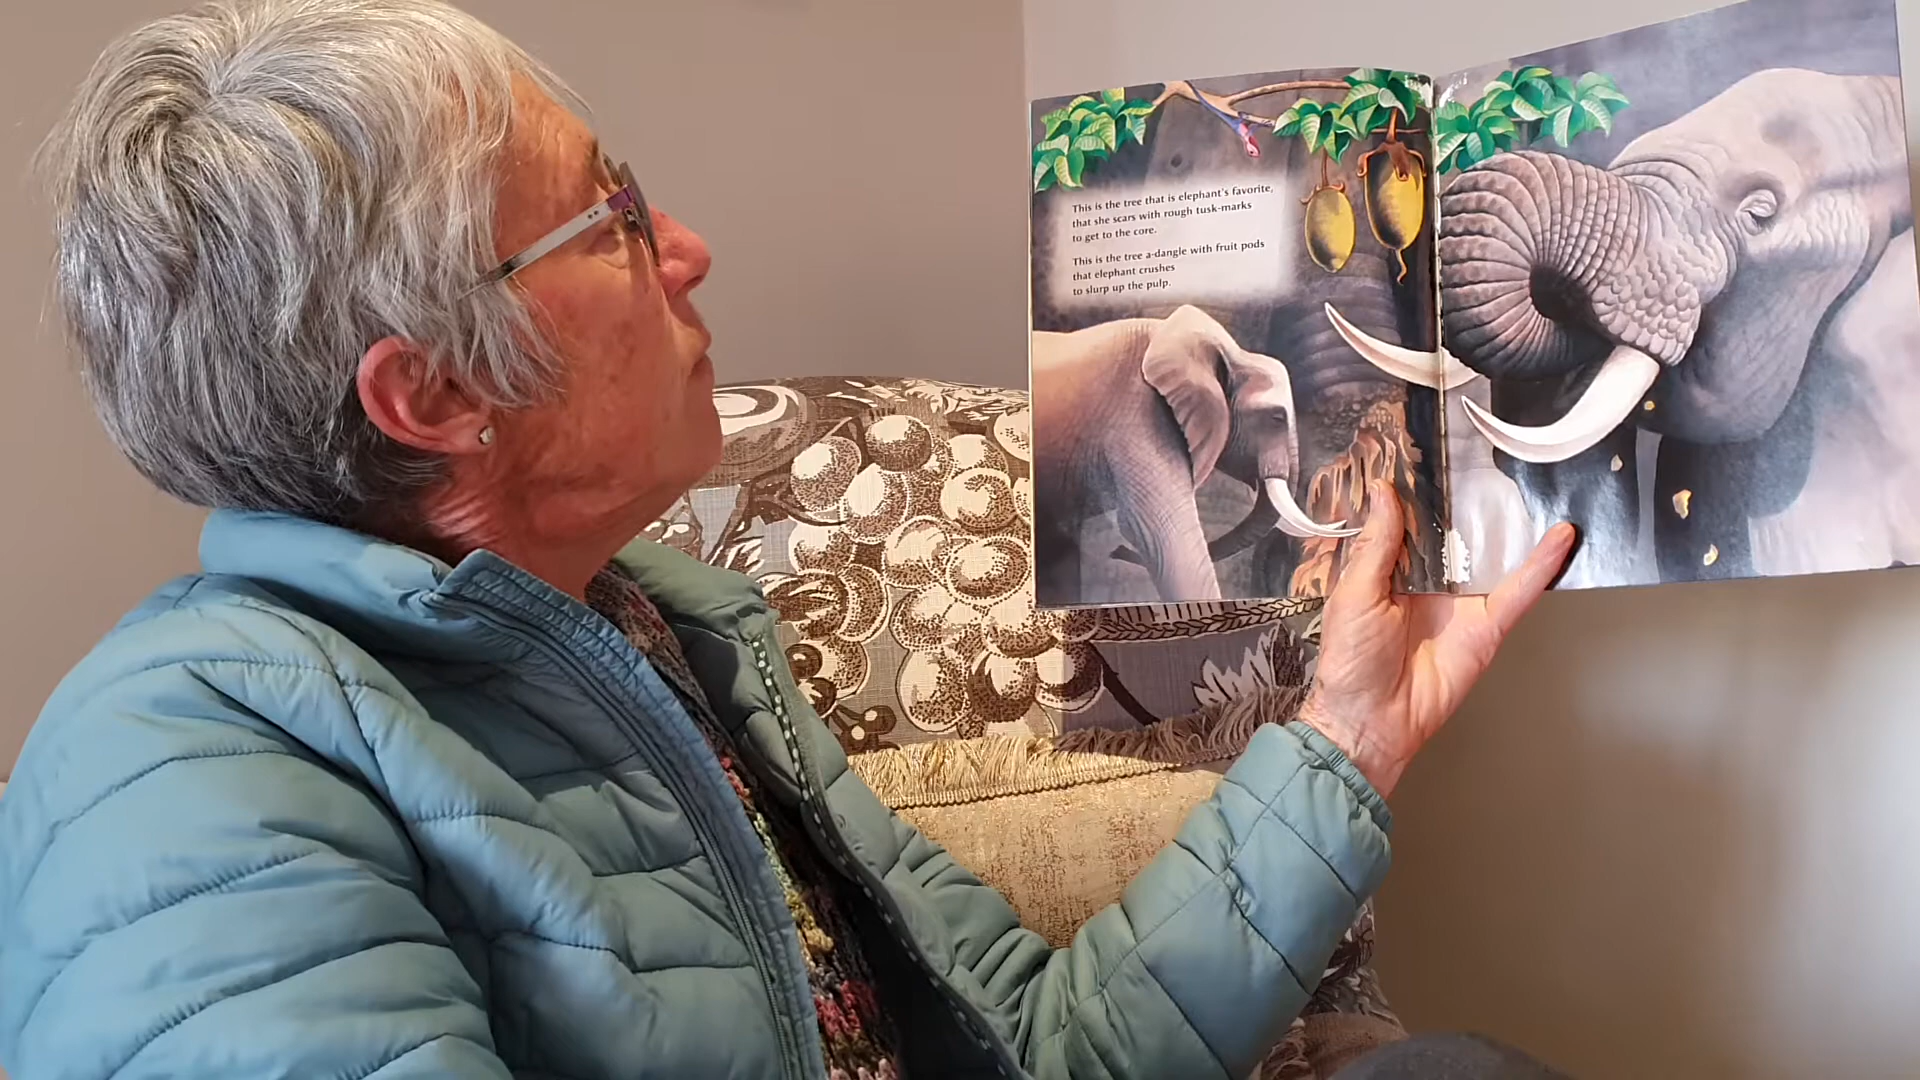 This is the tree that is elephant's favorite,
that she scars with rough tusk-marks
to get to the core.
This is the tree a-dangle with fruit pods
that elephant crushes
to slurp up the pulp.